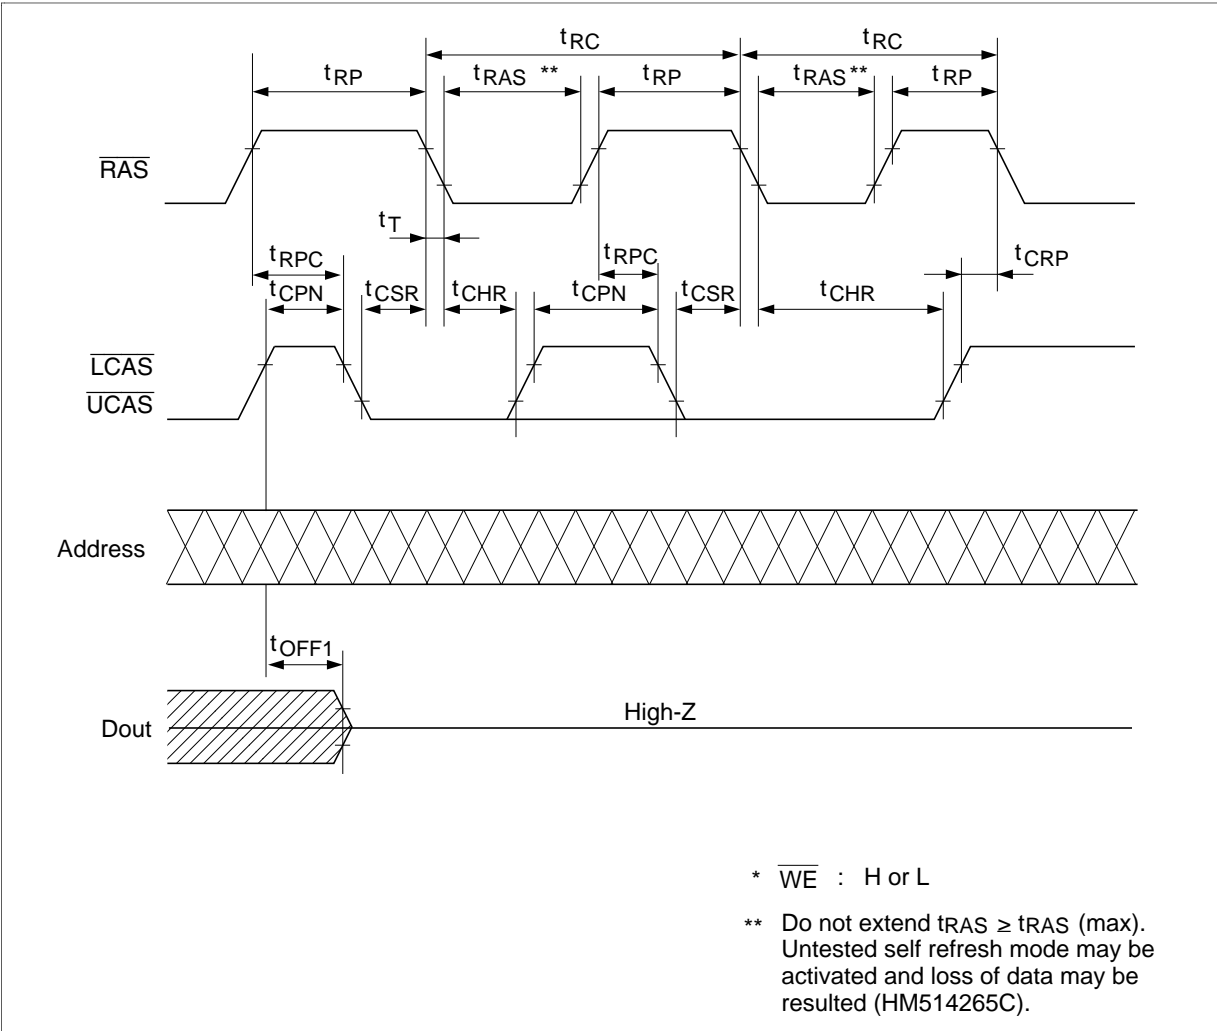 tRC tRC
tRP tRAS ** tRP tRAS** tRP
RAS
tT
tRPC tRPC tCRP
tCPN tCSR tCHR tCPN tCSR tCHR
LCAS
UCAS
Address
tOFF1
High-Z
Dout
* WE : H or L
** Do not extend tRAS ≥ tRAS (max).
Untested self refresh mode may be
activated and loss of data may be
resulted (HM514265C).